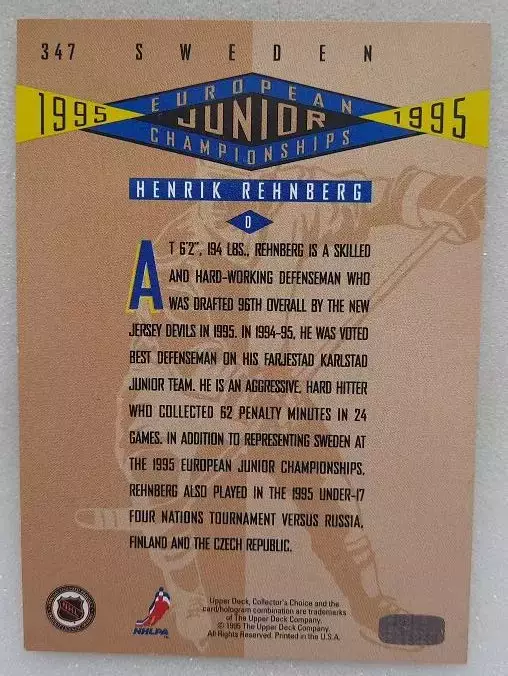 347 SWEDEN
1995 EUROPEAN JUNIOR CHAMPIONSHIPS 1995
HENRIK REHNBERG
D
AT 6'2", 194 LBS., REHNBERG IS A SKILLED
AND HARD-WORKING DEFENSEMAN WHO
WAS DRAFTED 96TH OVERALL BY THE NEW
JERSEY DEVILS IN 1995. IN 1994-95, HE WAS VOTED
BEST DEFENSEMAN ON HIS FARJESTAD KARLSTAD
JUNIOR TEAM. HE IS AN AGGRESSIVE, HARD HITTER
WHO COLLECTED 62 PENALTY MINUTES IN 24
GAMES. IN ADDITION TO REPRESENTING SWEDEN AT
THE 1995 EUROPEAN JUNIOR CHAMPIONSHIPS,
REHNBERG ALSO PLAYED IN THE 1995 UNDER-17
FOUR NATIONS TOURNAMENT VERSUS RUSSIA,
FINLAND AND THE CZECH REPUBLIC.
NHL
NHLPA
Upper Deck, Collector's Choice and the
card/hologram combination are trademarks
of The Upper Deck Company.
© 1995 The Upper Deck Company.
All Rights Reserved. Printed in the U.S.A.